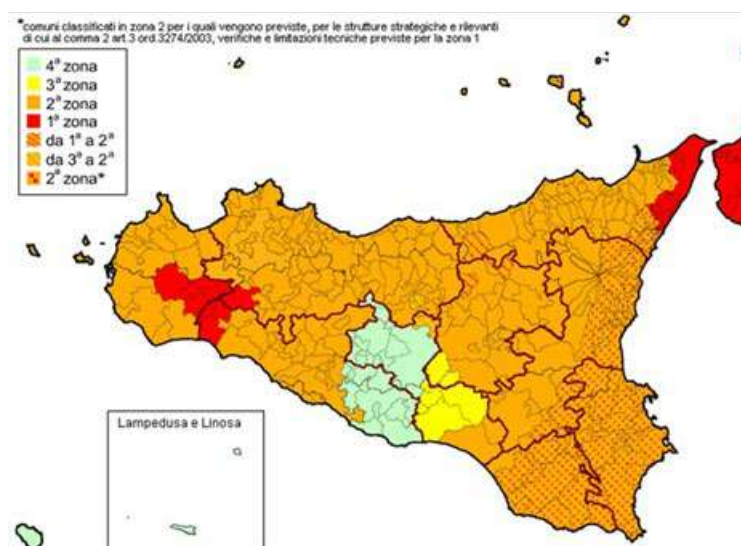 *comuni classificati in zona 2 per i quali vengono previste, per le strutture strategiche e rilevanti
di cui al comma 2 art.3 ord.3274/2003, verifiche e limitazioni tecniche previste per la zona 1
4ª zona
3ª zona
2ª zona
1ª zona
da 1ª a 2ª
da 3ª a 2ª
2ª zona*
Lampedusa e Linosa